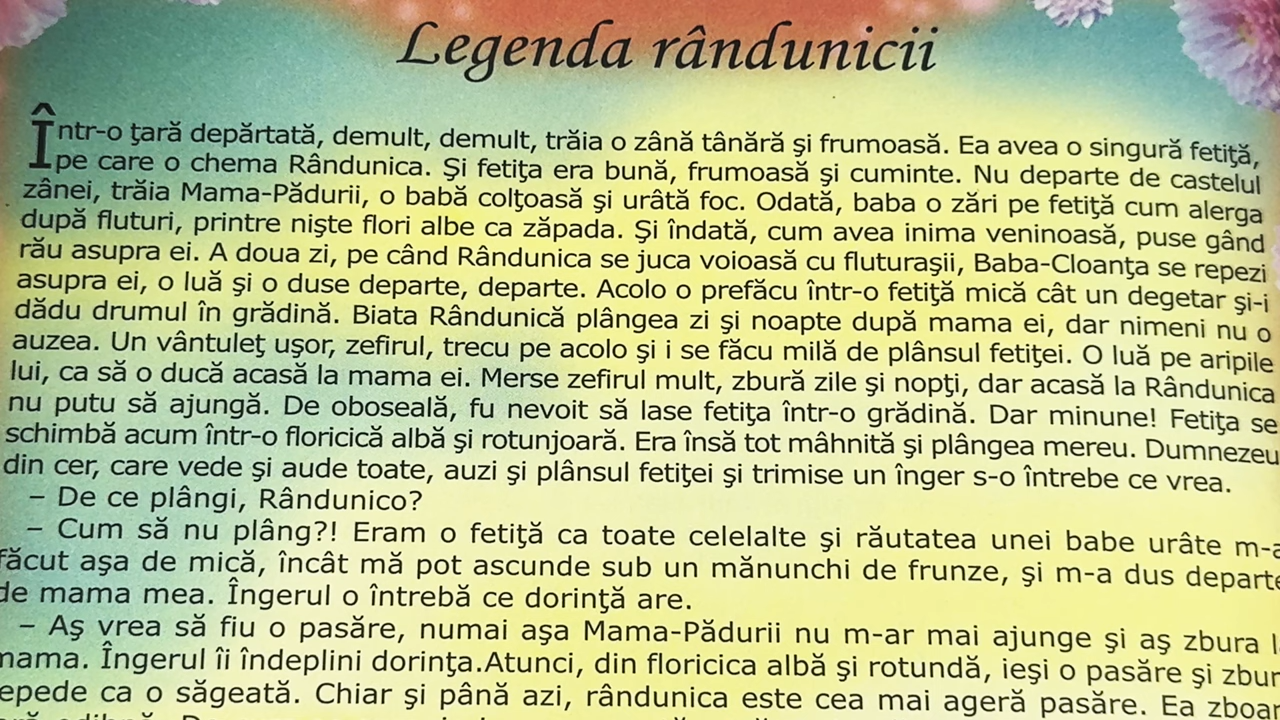 Legenda rândunicii
Într-o ţară depărtată, demult, demult, trăia o zână tânără şi frumoasă. Ea avea o singură fetiţă,
pe care o chema Rândunica. Şi fetiţa era bună, frumoasă şi cuminte. Nu departe de castelul
zânei, trăia Mama-Pădurii, o babă colţoasă şi urâtă foc. Odată, baba o zări pe fetiţă cum alerga
după fluturi, printre nişte flori albe ca zăpada. Şi îndată, cum avea inima veninoasă, puse gând
rău asupra ei. A doua zi, pe când Rândunica se juca voioasă cu fluturaşii, Baba-Cloanţa se repezi
asupra ei, o luă şi o duse departe, departe. Acolo o prefăcu într-o fetiţă mică cât un degetar şi-i
dădu drumul în grădină. Biata Rândunică plângea zi şi noapte după mama ei, dar nimeni nu o
auzea. Un vântuleţ uşor, zefirul, trecu pe acolo şi i se făcu milă de plânsul fetiţei. O luă pe aripile
lui, ca să o ducă acasă la mama ei. Merse zefirul mult, zbură zile şi nopţi, dar acasă la Rândunica
nu putu să ajungă. De oboseală, fu nevoit să lase fetiţa într-o grădină. Dar minune! Fetiţa se
schimbă acum într-o floricică albă şi rotunjoară. Era însă tot mâhnită şi plângea mereu. Dumnezeu
din cer, care vede şi aude toate, auzi şi plânsul fetiţei şi trimise un înger s-o întrebe ce vrea.
– De ce plângi, Rândunico?
– Cum să nu plâng?! Eram o fetiţă ca toate celelalte şi răutatea unei babe urâte m-a
făcut aşa de mică, încât mă pot ascunde sub un mănunchi de frunze, şi m-a dus departe
de mama mea. Îngerul o întrebă ce dorinţă are.
– Aş vrea să fiu o pasăre, numai aşa Mama-Pădurii nu m-ar mai ajunge şi aş zbura
mama. Îngerul îi îndeplini dorinţa.Atunci, din floricica albă şi rotundă, ieşi o pasăre şi
epede ca o săgeată. Chiar şi până azi, rândunica este cea mai ageră pasăre. Ea